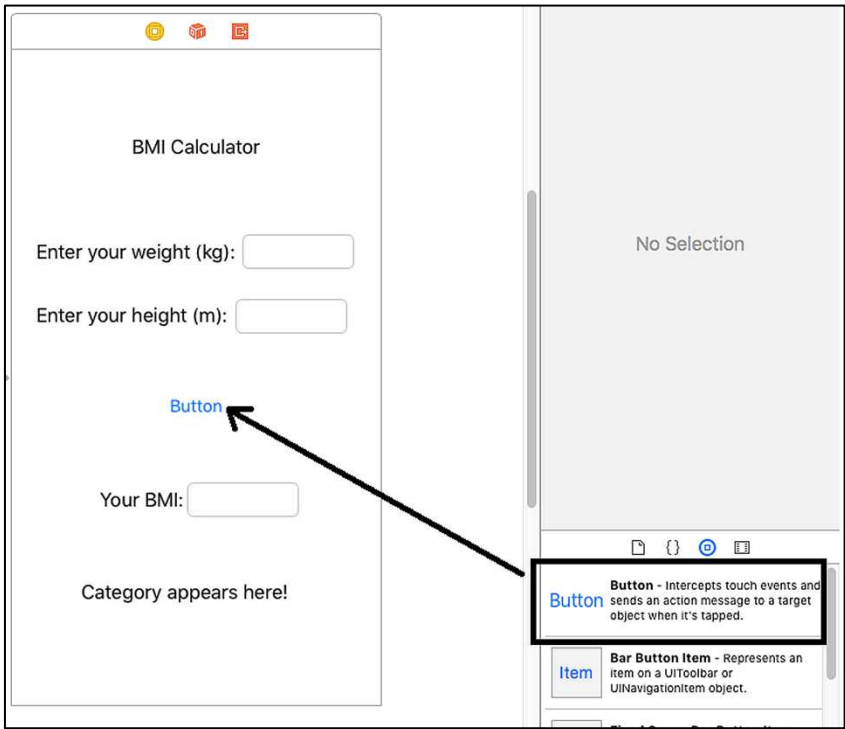 BMI Calculator
Enter your weight (kg):
Enter your height (m):
Button
Your BMI:
Category appears here!
No Selection
{}
Button
Button - Intercepts touch events and
sends an action message to a target
object when it's tapped.
Item
Bar Button Item - Represents an
item on a UIToolbar or
UINavigationItem object.